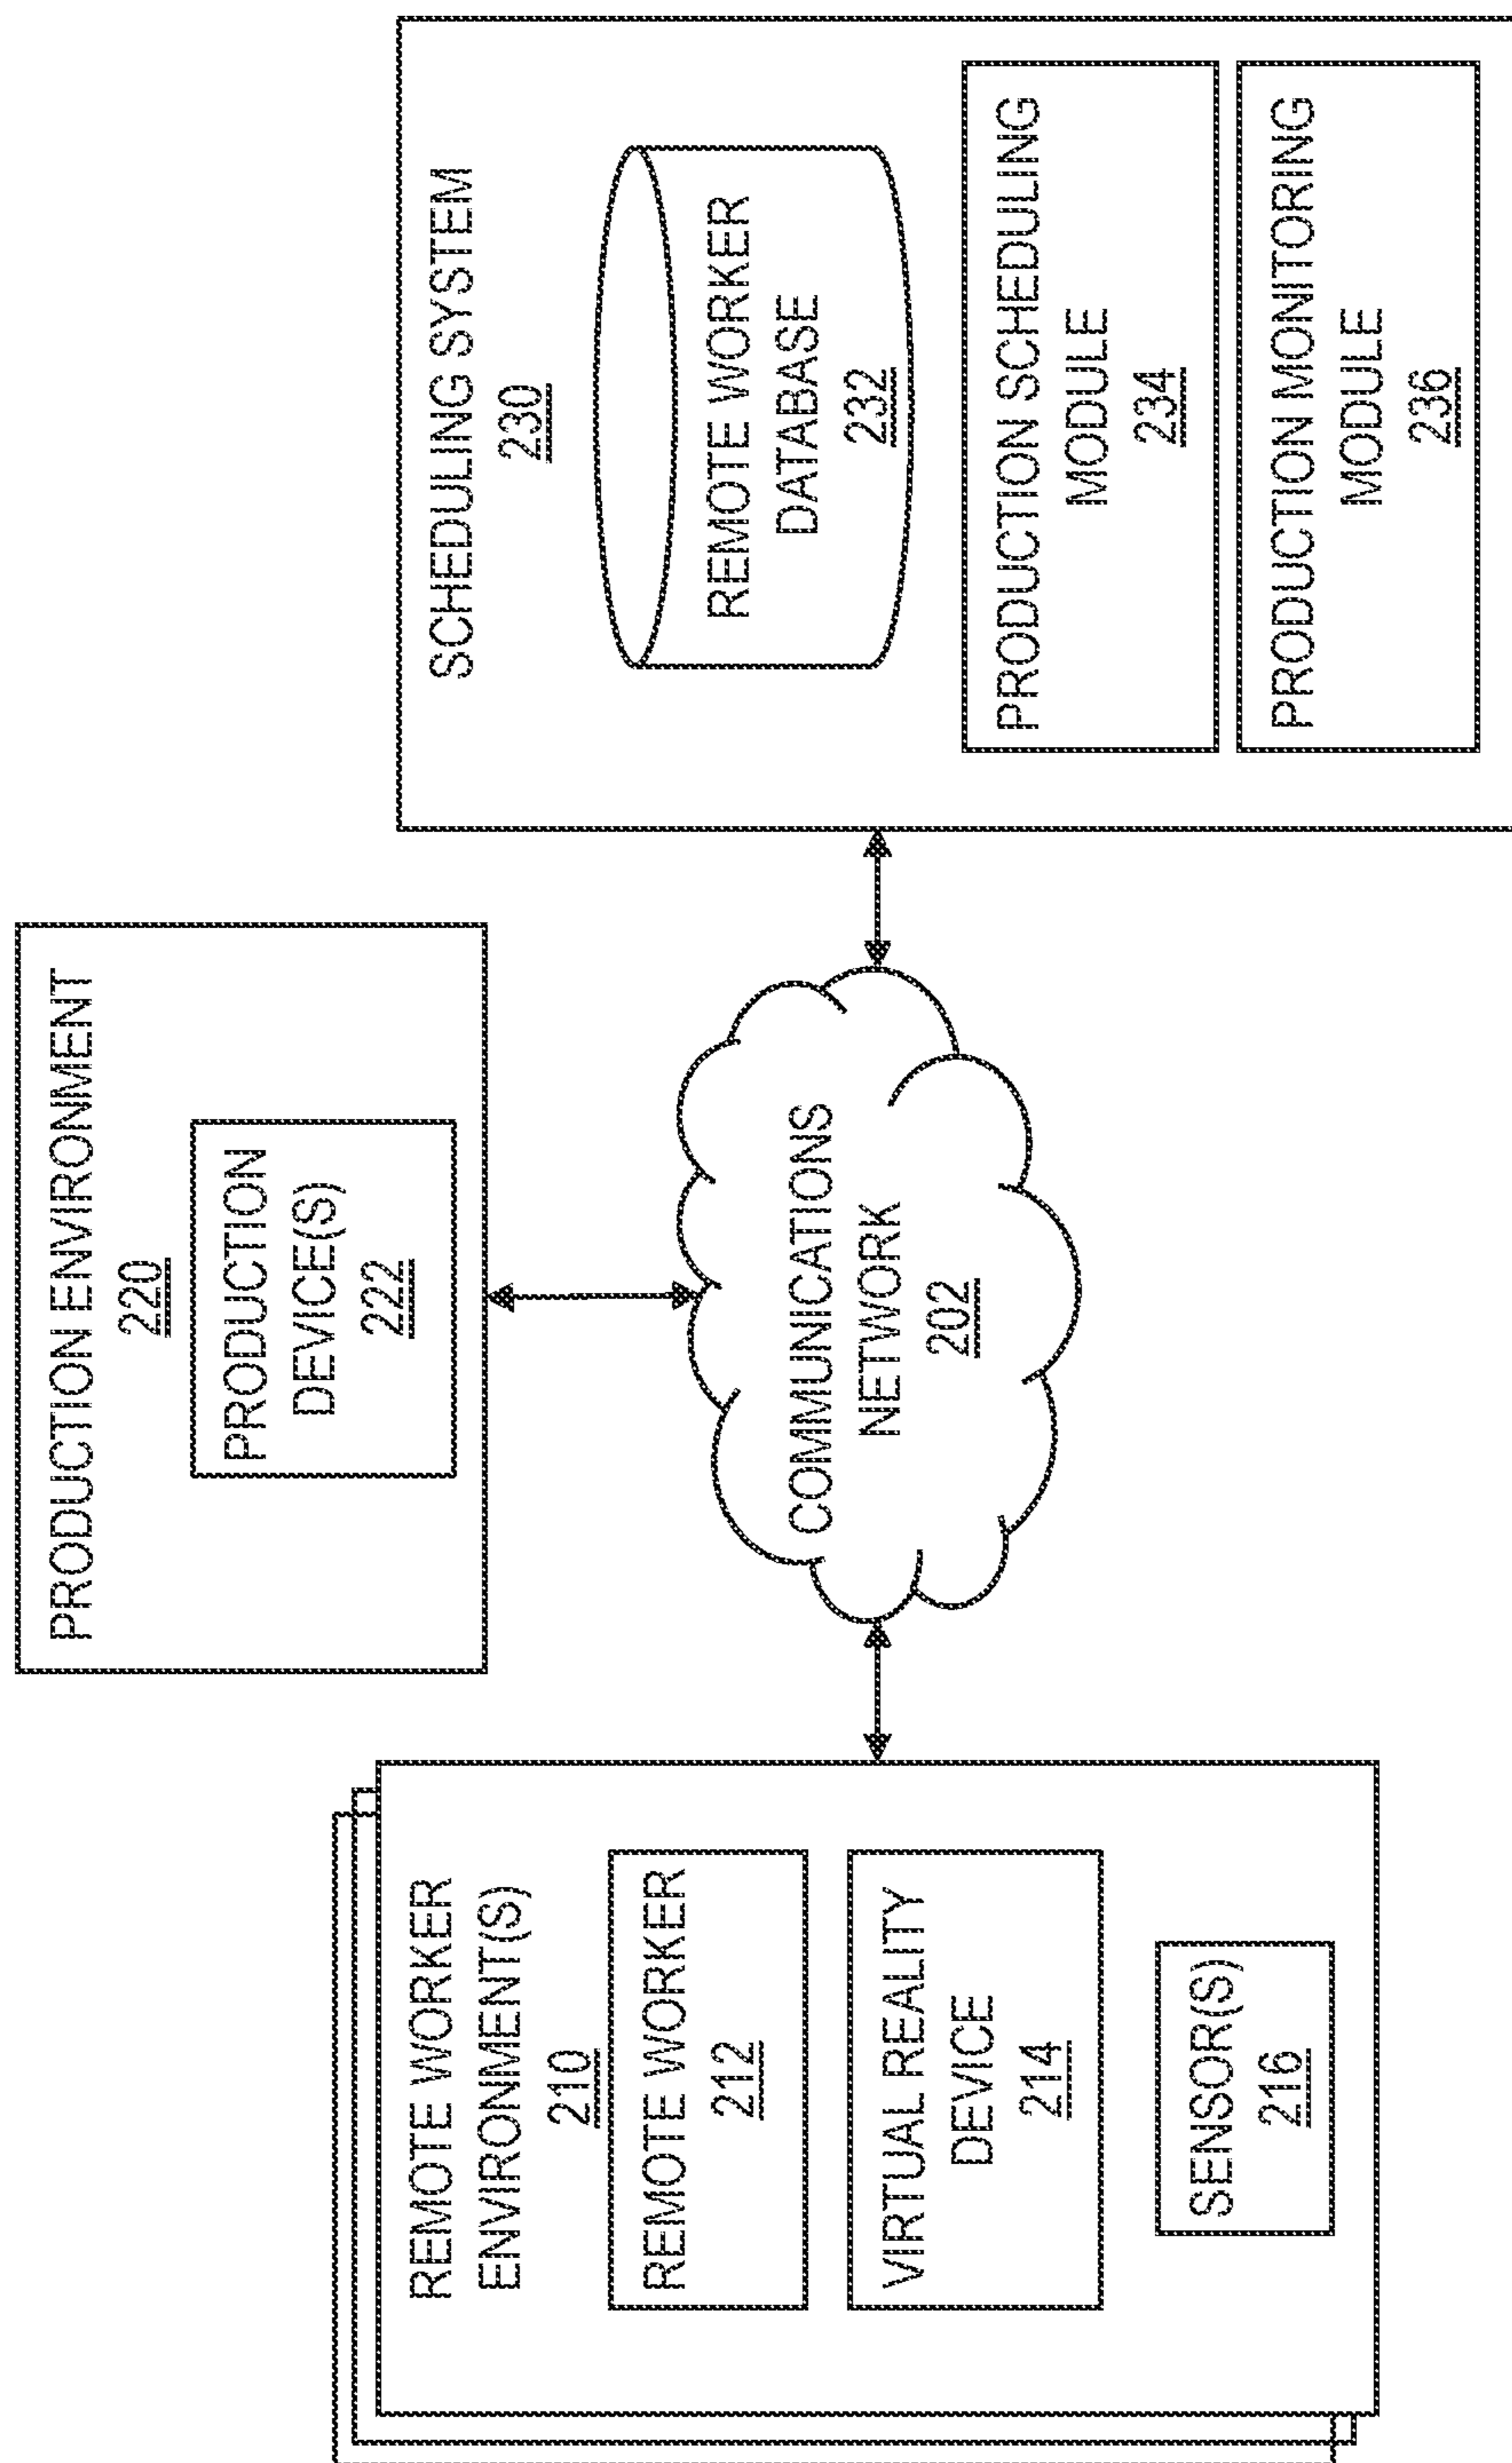 PRODUCTION ENVIRONMENT
220
PRODUCTION
DEVICE(S)
222
REMOTE WORKER
ENVIRONMENT(S)
210
REMOTE WORKER
212
VIRTUAL REALITY
DEVICE
214
SENSOR(S)
216
COMMUNICATIONS
NETWORK
202
SCHEDULING SYSTEM
230
REMOTE WORKER
DATABASE
232
PRODUCTION SCHEDULING
MODULE
234
PRODUCTION MONITORING
MODULE
236